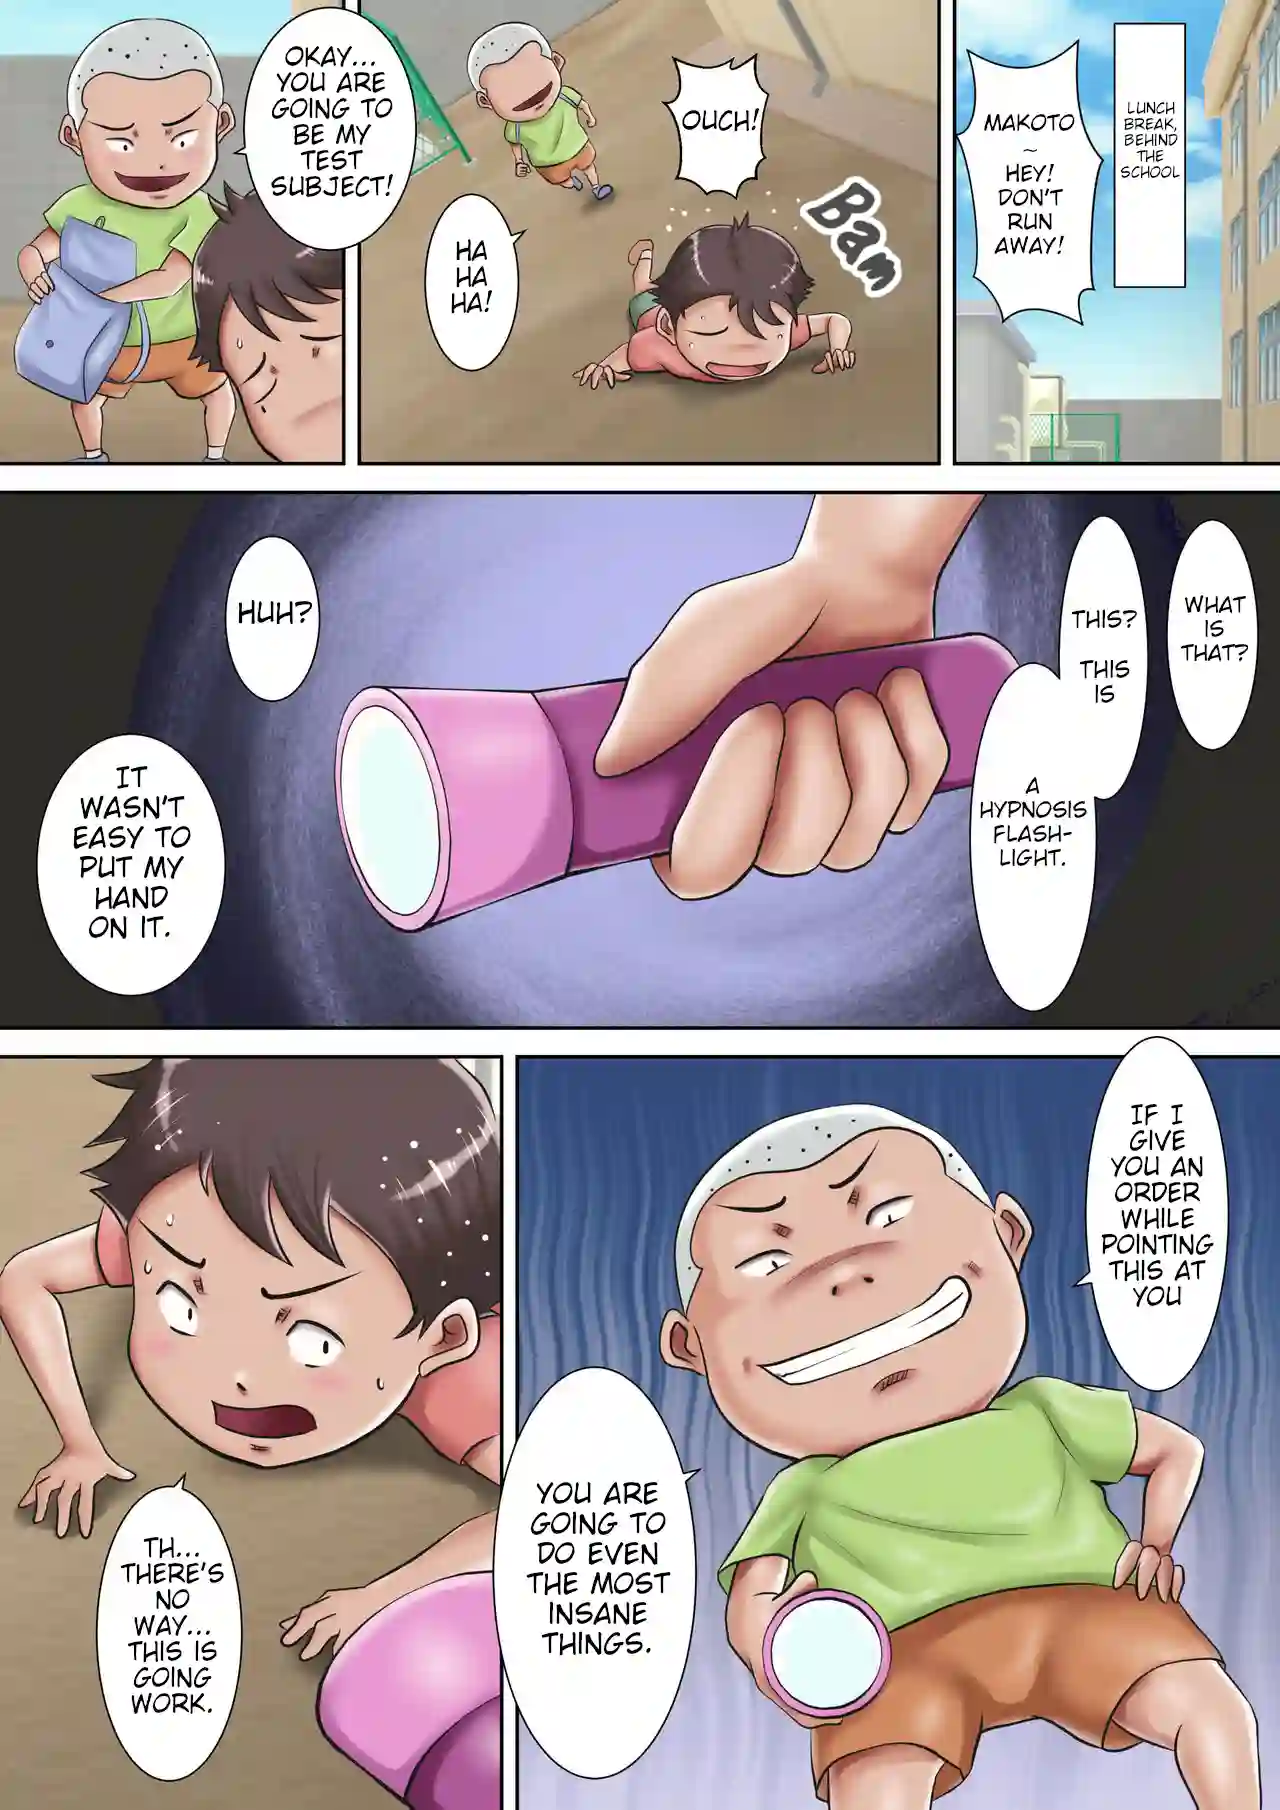 LUNCH
BREAK,
BEHIND
THE
SCHOOL
MAKOTO
~
HEY!
DON'T
RUN
AWAY!
OUCH!
Bam
HA
HA
HA!
OKAY...
YOU ARE
GOING TO
BE MY
TEST
SUBJECT!
WHAT
IS
THAT?
THIS?
THIS
IS
A
HYPNOSIS
FLASH-
LIGHT.
HUH?
IT
WASN'T
EASY TO
PUT MY
HAND
ON IT.
IF I
GIVE
YOU AN
ORDER
WHILE
POINTING
THIS AT
YOU
YOU ARE
GOING TO
DO EVEN
THE MOST
INSANE
THINGS.
TH...
THERE'S
NO
WAY...
THIS IS
GOING
WORK.